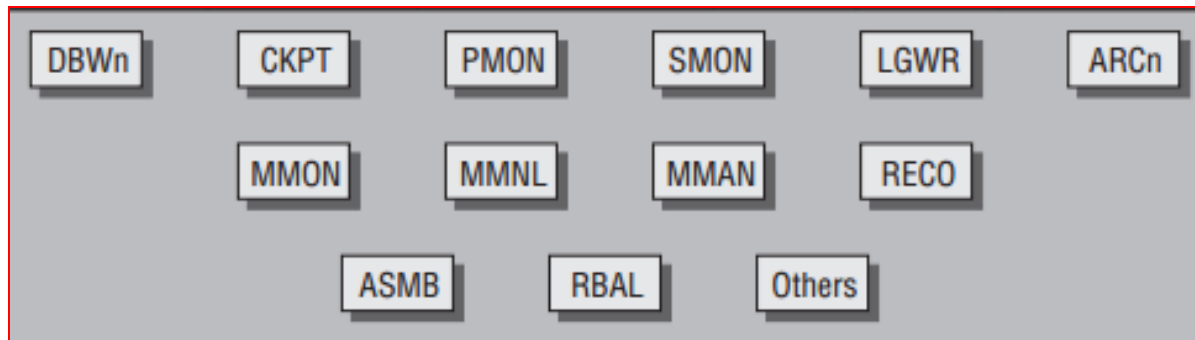 DBWn CKPT PMON SMON LGWR ARCn
MMON MMNL MMAN RECO
ASMB RBAL Others